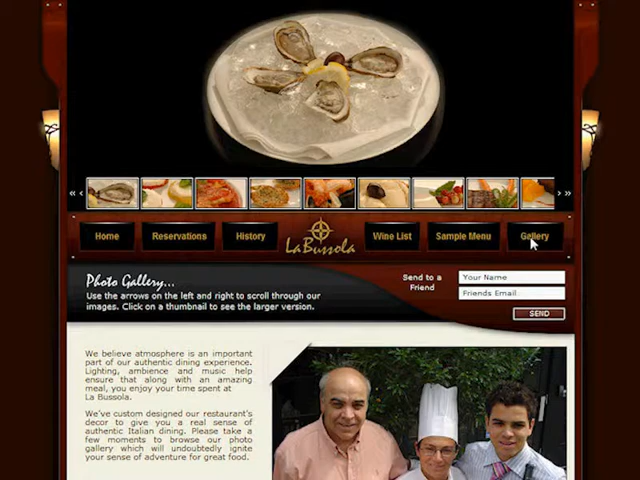 « ‹ › »
Home Reservations History La Bussola Wine List Sample Menu Gallery
Photo Gallery...
Use the arrows on the left and right to scroll through our
images. Click on a thumbnail to see the larger version.
Send to a
Friend
Your Name
Friends Email
SEND
We believe atmosphere is an important
part of our authentic dining experience.
Lighting, ambience and music help
ensure that along with an amazing
meal, you enjoy your time spent at
La Bussola.
We've custom designed our restaurant's
decor to give you a real sense of
authentic Italian dining. Please take a
few moments to browse our photo
gallery which will undoubtedly ignite
your sense of adventure for great food.